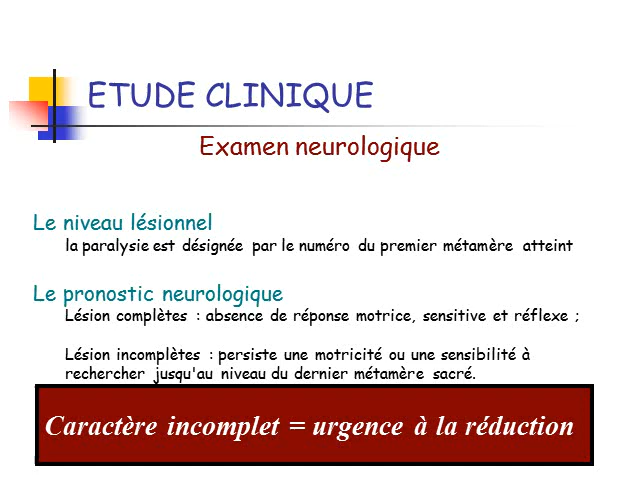 ETUDE CLINIQUE
Examen neurologique
Le niveau lésionnel
la paralysie est désignée par le numéro du premier métamère atteint
Le pronostic neurologique
Lésion complètes : absence de réponse motrice, sensitive et réflexe ;
Lésion incomplètes : persiste une motricité ou une sensibilité à
rechercher jusqu'au niveau du dernier métamère sacré.
Caractère incomplet = urgence à la réduction